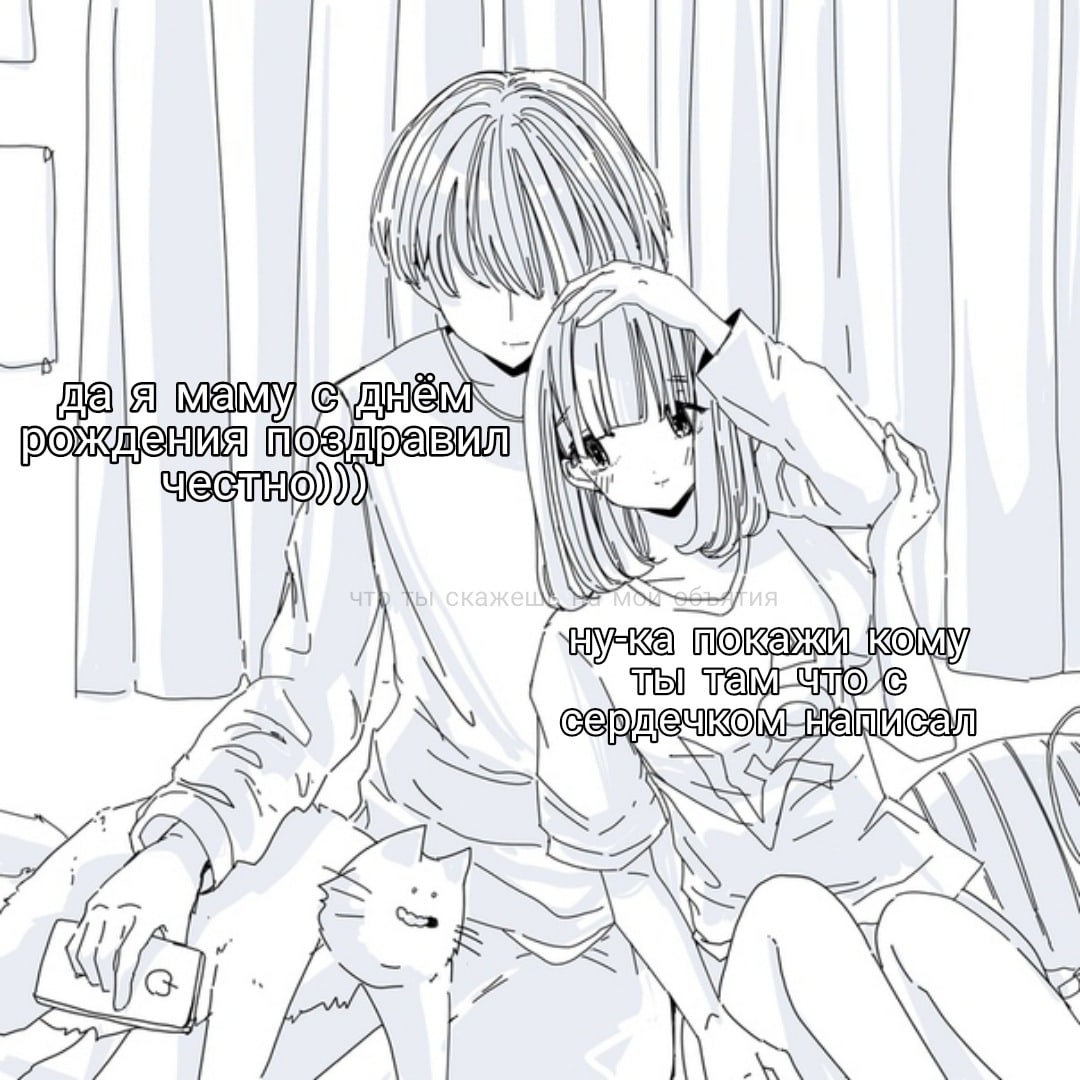 да я маму с днём
рождения поздравил
честно)))
что ты скажешь на мои объятия
ну-ка покажи кому
ты там что с
сердечком написал